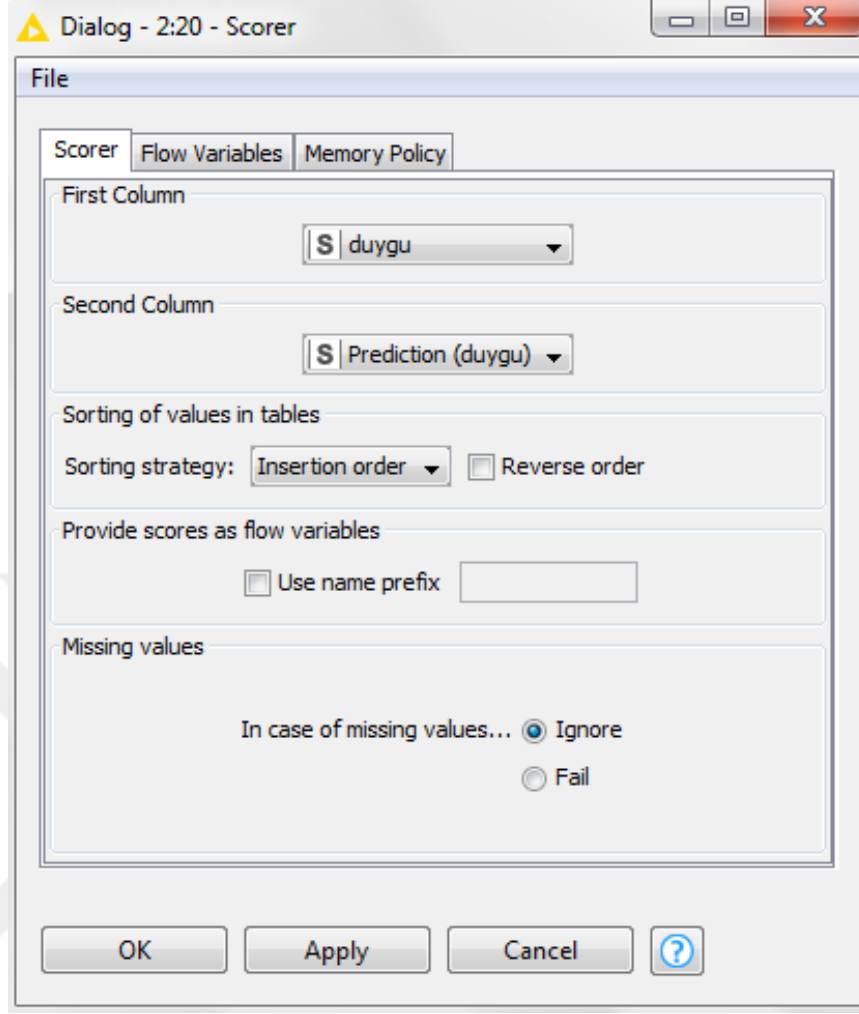 Dialog - 2:20 - Scorer
File
Scorer Flow Variables Memory Policy
First Column
S duygu
Second Column
S Prediction (duygu)
Sorting of values in tables
Sorting strategy: Insertion order Reverse order
Provide scores as flow variables
Use name prefix
Missing values
In case of missing values... Ignore
Fail
OK Apply Cancel ?